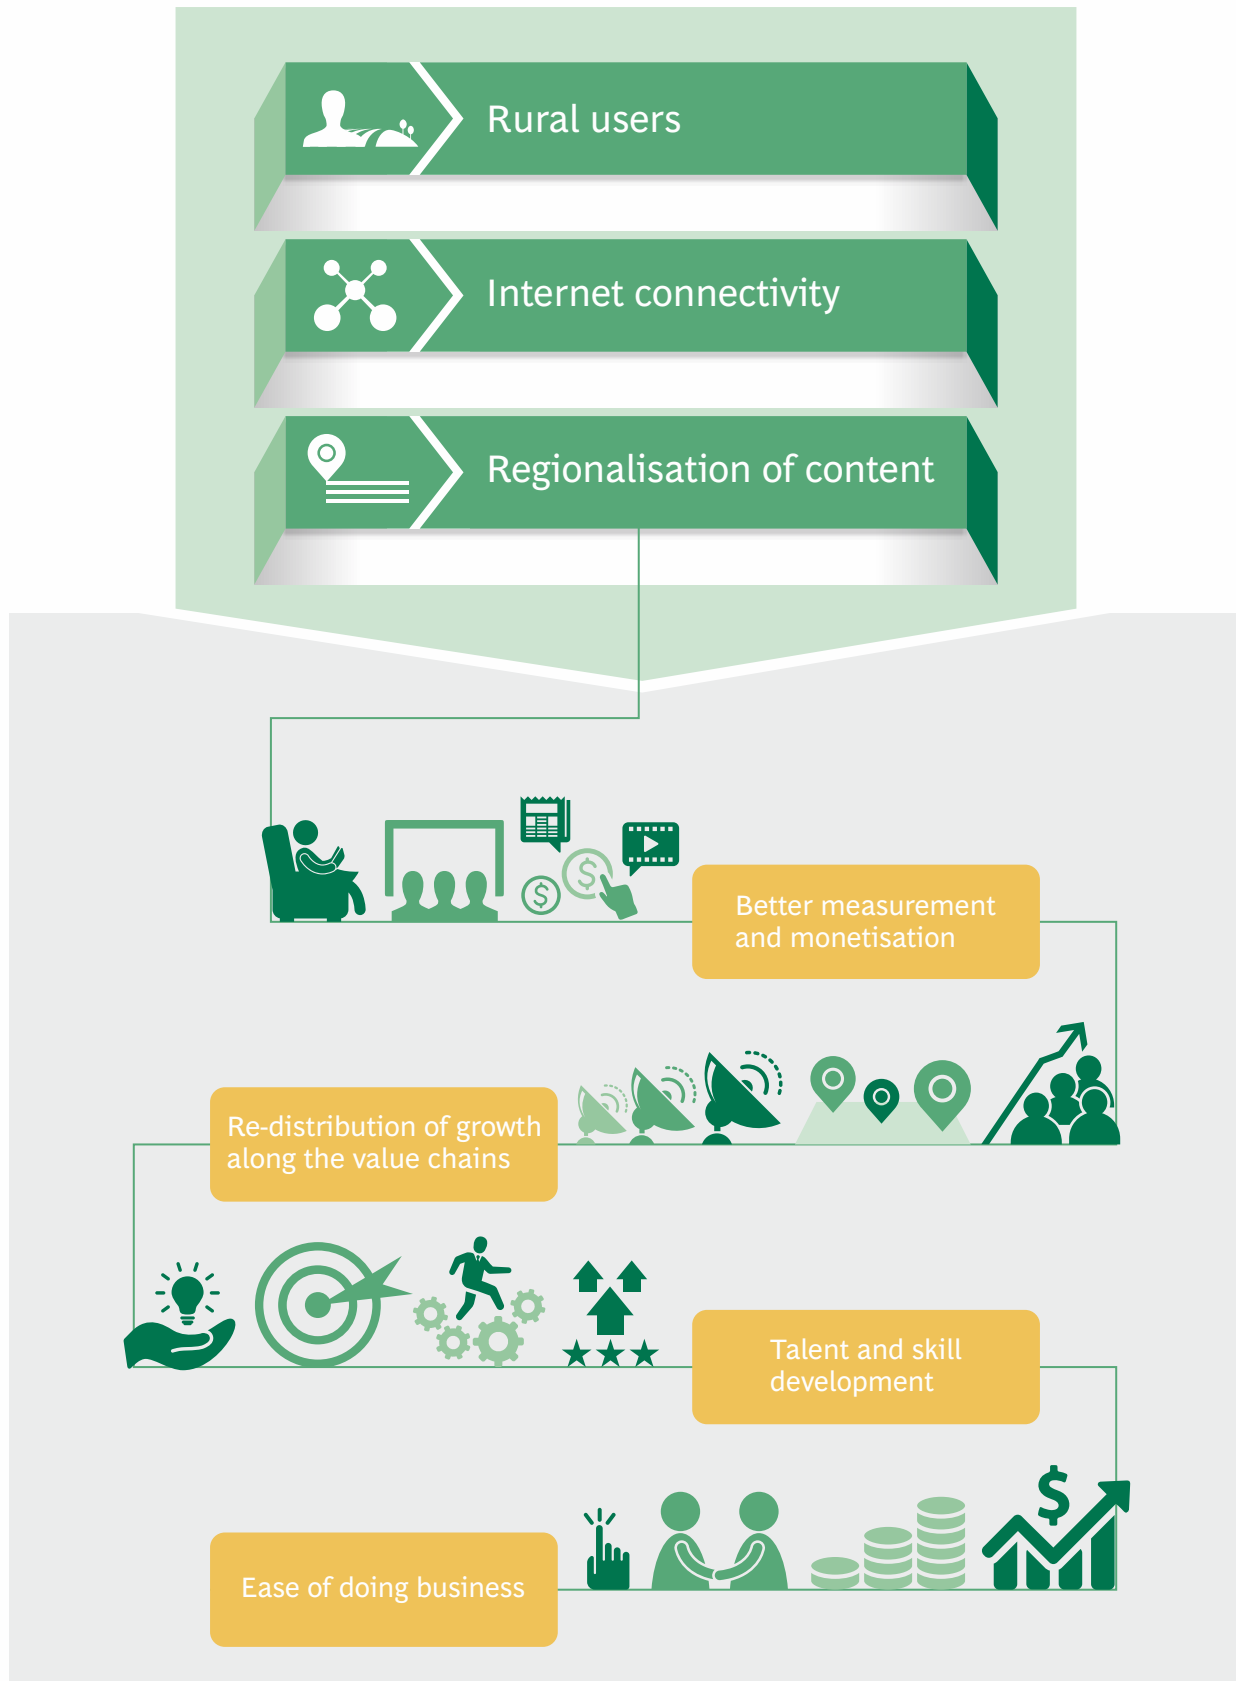 Rural users
Internet connectivity
Regionalisation of content
Better measurement
and monetisation
Re-distribution of growth
along the value chains
Talent and skill
development
Ease of doing business